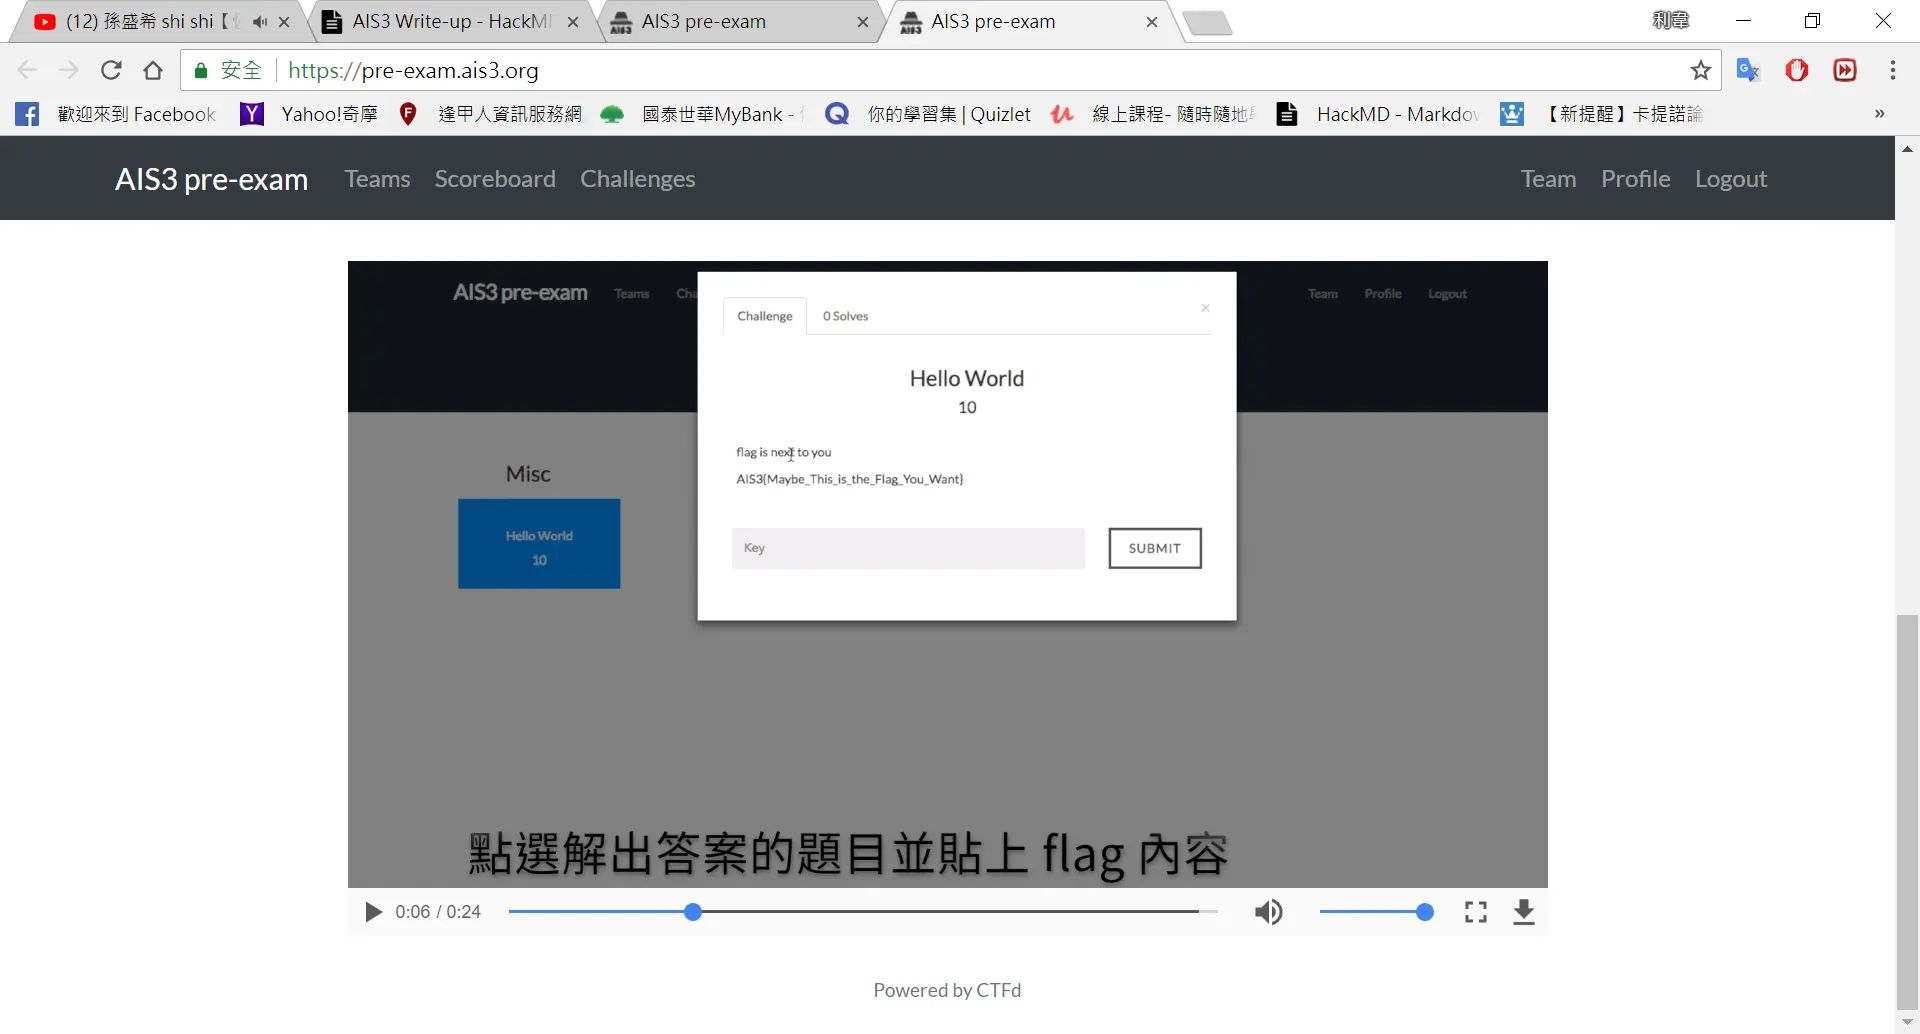 (12) 孫盛希 shi shi【
AIS3 Write-up - HackM
AIS3 pre-exam
AIS3 pre-exam
利韋
安全
https://pre-exam.ais3.org
歡迎來到 Facebook
Yahoo!奇摩
逢甲人資訊服務網
國泰世華MyBank -
你的學習集 | Quizlet
線上課程- 隨時隨地
HackMD - Markdow
【新提醒】卡提諾論
»
AIS3 pre-exam
Teams
Scoreboard
Challenges
Team
Profile
Logout
AIS3 pre-exam
Teams
Cha
Team
Profile
Logout
Challenge
0 Solves
×
Hello World
10
flag is next to you
AIS3{Maybe_This_is_the_Flag_You_Want}
Key
SUBMIT
Misc
Hello World
10
點選解出答案的題目並貼上 flag 內容
0:06 / 0:24
Powered by CTFd